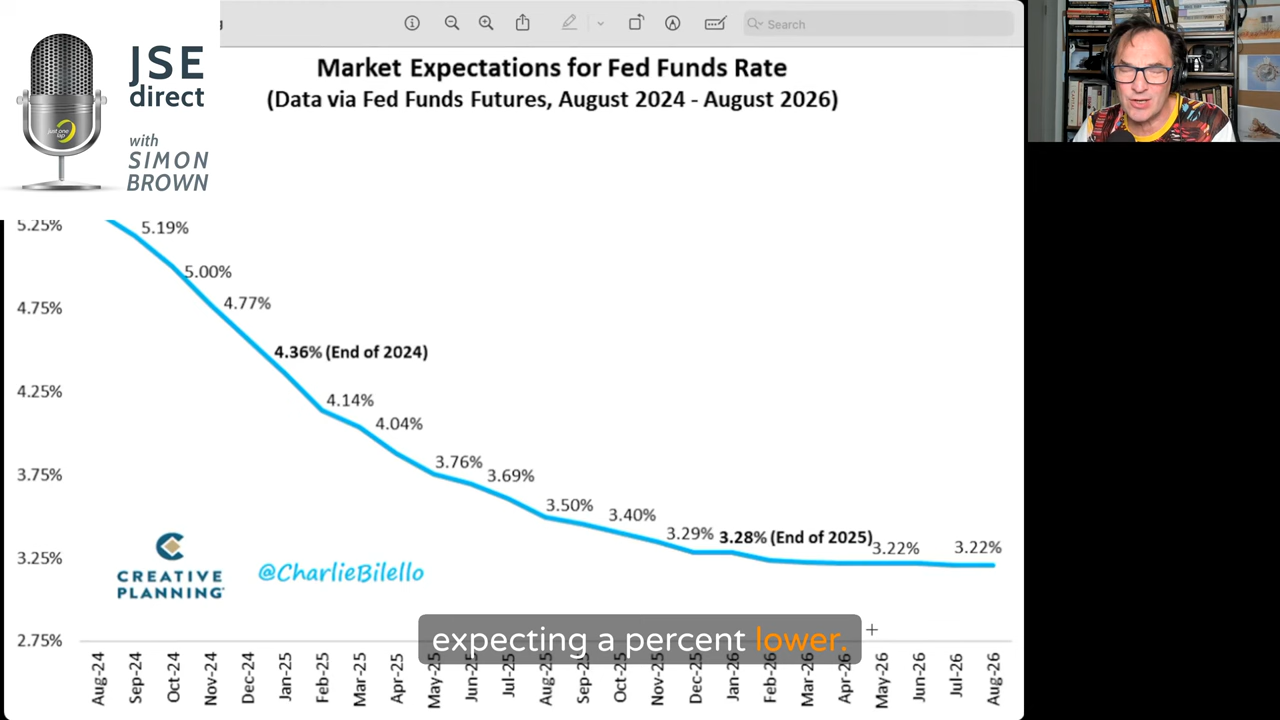 Search
JSE
direct
with
SIMON
BROWN
just one
lap
Market Expectations for Fed Funds Rate
(Data via Fed Funds Futures, August 2024 - August 2026)
5.25%
5.19%
5.00%
4.75%
4.77%
4.36% (End of 2024)
4.25%
4.14%
4.04%
3.75%
3.76%
3.69%
3.50%
3.40%
3.29%
3.28% (End of 2025)
3.22%
3.22%
3.25%
CREATIVE
PLANNING
@CharlieBilello
2.75%
expecting a percent lower.
Aug-24
Sep-24
Oct-24
Nov-24
Dec-24
Jan-25
Feb-25
Mar-25
Apr-25
May-25
Jun-25
Jul-25
Aug-25
Sep-25
Oct-25
Nov-25
Dec-25
Jan-26
Feb-26
Mar-26
Apr-26
May-26
Jun-26
Jul-26
Aug-26